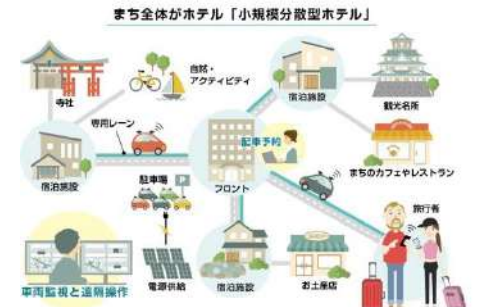 まち全体がホテル「小規模分散型ホテル」
自然・
アクティビティ
寺社
宿泊施設
観光名所
専用レーン
配車予約
宿泊施設
駐車場
P
フロント
まちのカフェやレストラン
旅行者
車両監視と遠隔操作
電源供給
宿泊施設
お土産店